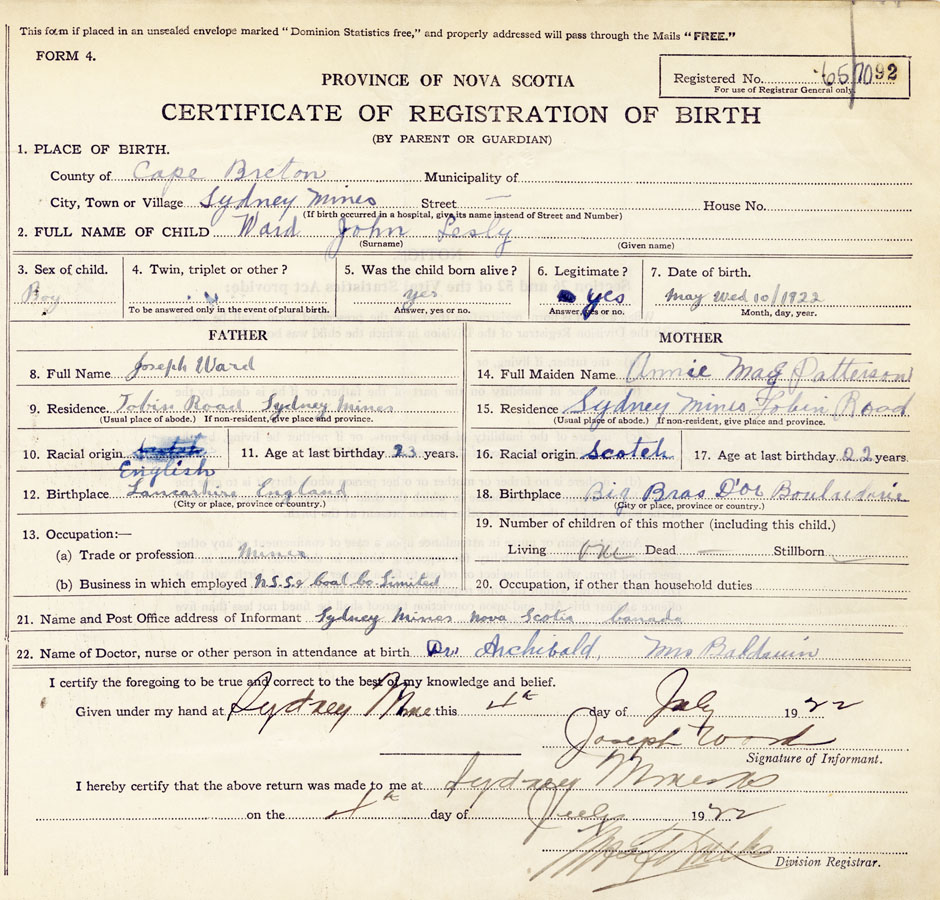 This form if placed in an unsealed envelope marked "Dominion Statistics free," and properly addressed will pass through the Mails "FREE."
FORM 4.
PROVINCE OF NOVA SCOTIA
Registered No. 657092
For use of Registrar General only
CERTIFICATE OF REGISTRATION OF BIRTH
(BY PARENT OR GUARDIAN)
1. PLACE OF BIRTH.
County of Cape Breton Municipality of
City, Town or Village Sydney Mines Street — House No.
(If birth occurred in a hospital, give its name instead of Street and Number)
2. FULL NAME OF CHILD Ward John Lesly
(Surname) (Given name)
3. Sex of child. 4. Twin, triplet or other? 5. Was the child born alive? 6. Legitimate? 7. Date of birth.
Boy yes yes May Wed 10/1922
To be answered only in the event of plural birth. Answer, yes or no. Answer, yes or no. Month, day, year.
FATHER MOTHER
8. Full Name Joseph Ward 14. Full Maiden Name Annie Mae Patterson
9. Residence Tobin Road Sydney Mines 15. Residence Sydney Mines Tobin Road
(Usual place of abode.) If non-resident, give place and province. (Usual place of abode.) If non-resident, give place and province.
10. Racial origin English 11. Age at last birthday 23 years. 16. Racial origin Scotch 17. Age at last birthday 22 years.
12. Birthplace Lancashire England 18. Birthplace Big Bras D'Or Boulardarie
(City or place, province or country.) (City or place, province or country.)
13. Occupation:— 19. Number of children of this mother (including this child.)
(a) Trade or profession Miner Living one Dead — Stillborn
(b) Business in which employed N.S.S. & Coal Co Limited 20. Occupation, if other than household duties
21. Name and Post Office address of Informant Sydney Mines Nova Scotia Canada
22. Name of Doctor, nurse or other person in attendance at birth Dr Archibald, Mrs Baldwin
I certify the foregoing to be true and correct to the best of my knowledge and belief.
Given under my hand at Sydney Mines this 4th day of July 1922
Joseph Ward
Signature of Informant.
I hereby certify that the above return was made to me at Sydney Mines NS
on the 4th day of July 1922
Division Registrar.